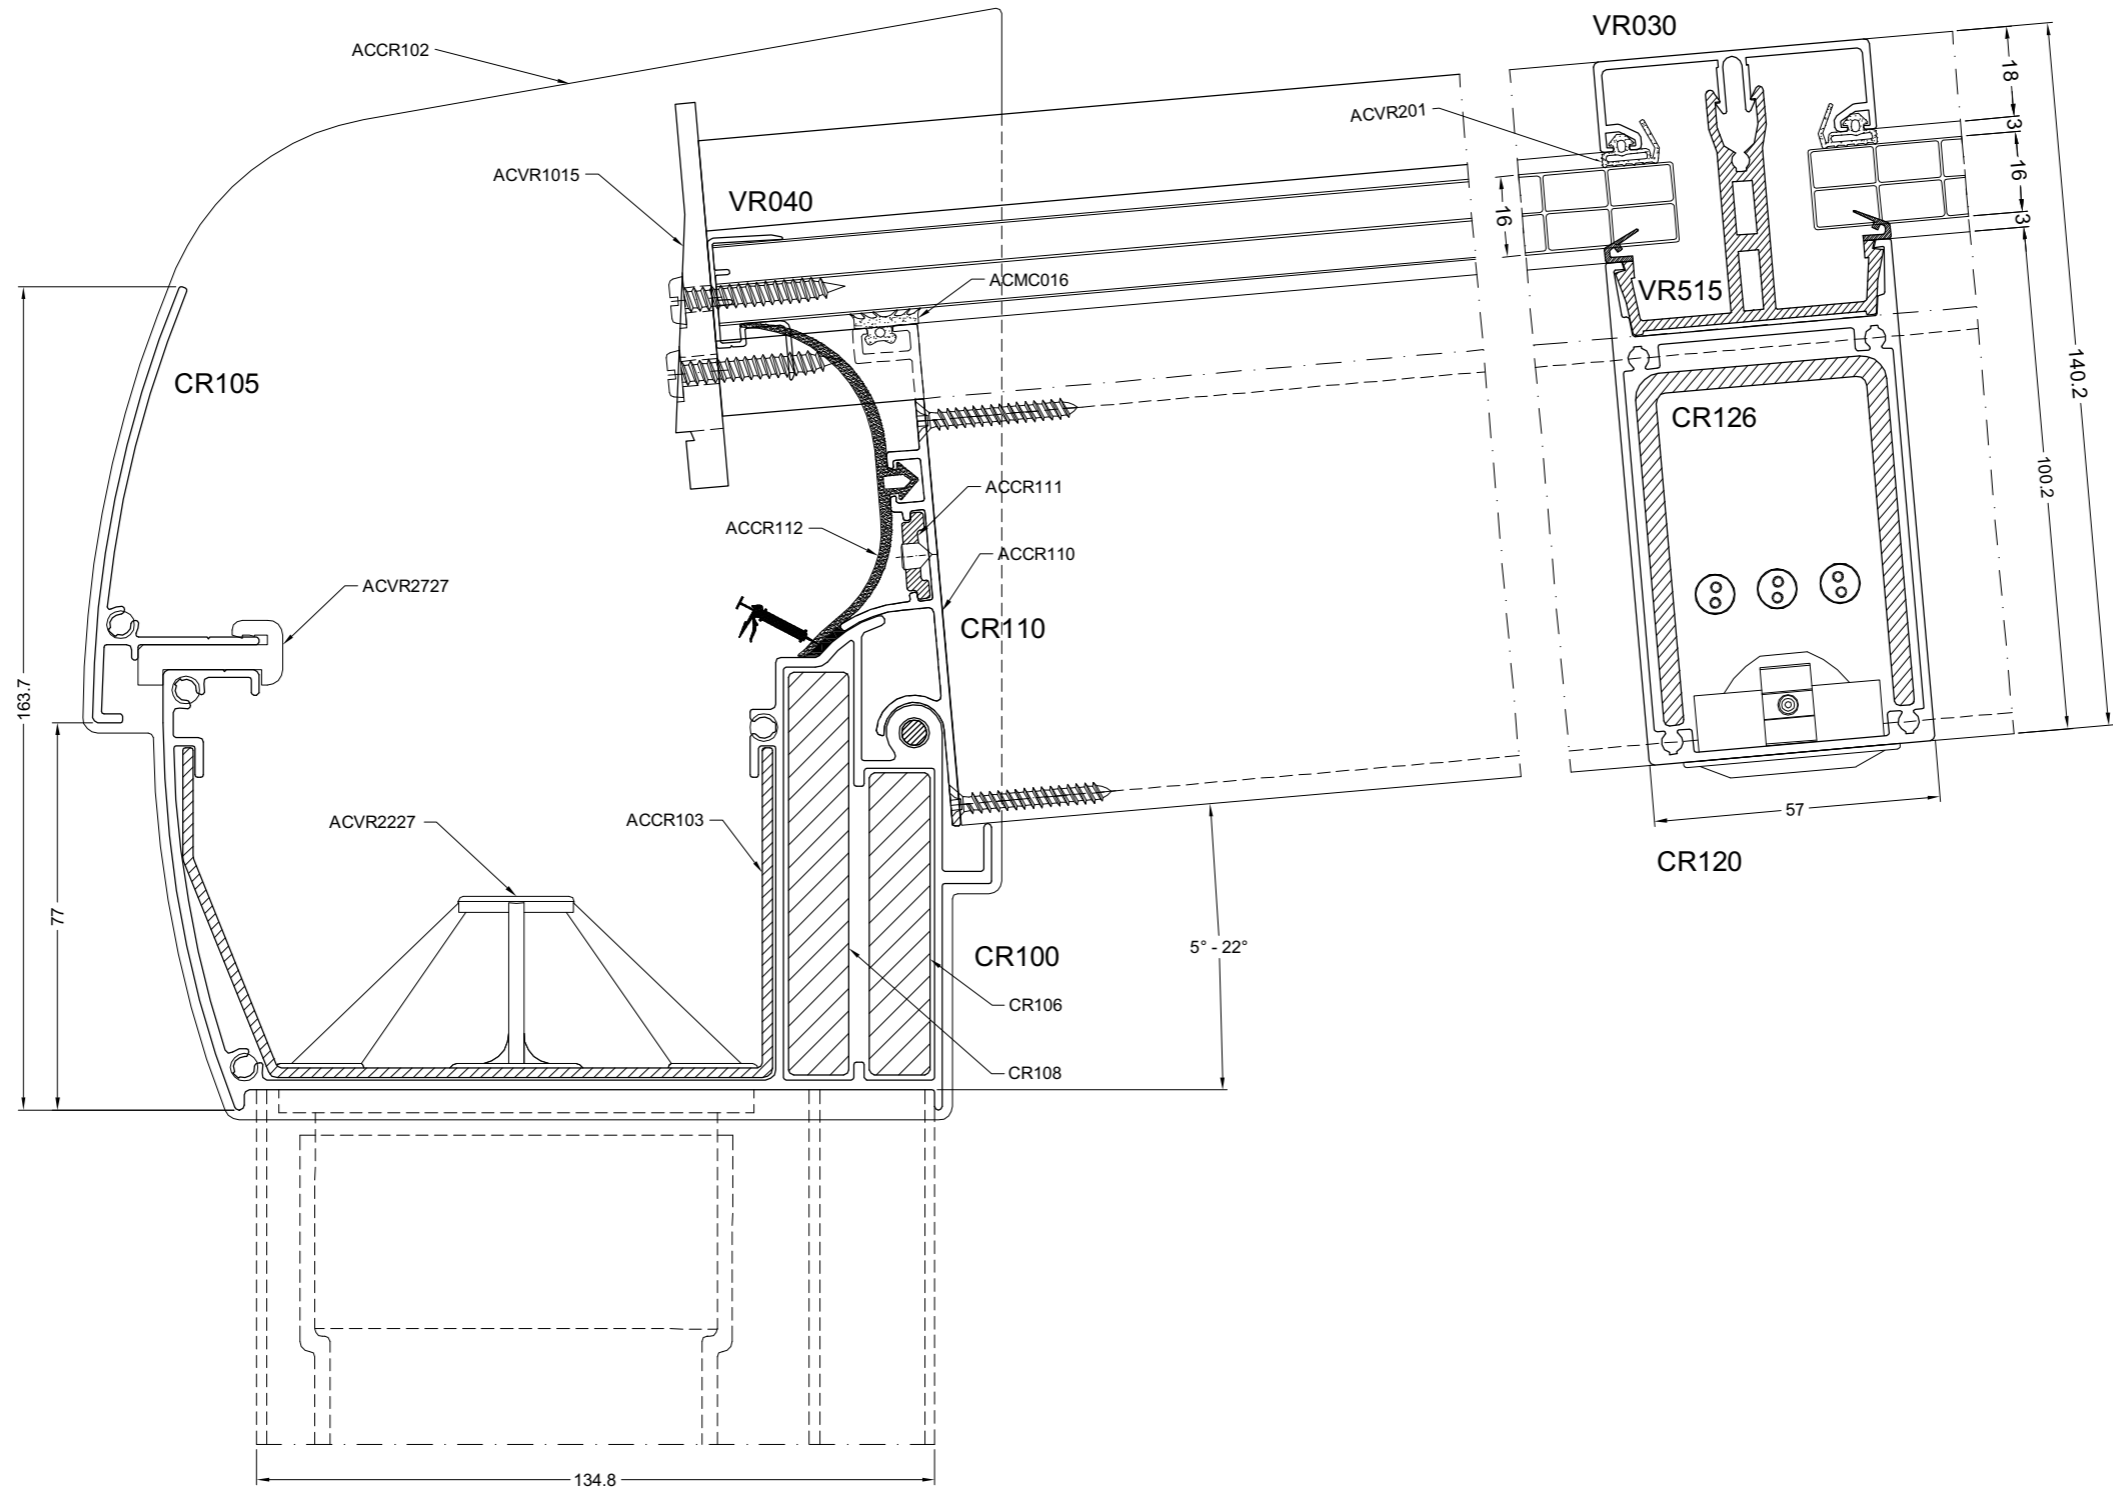 VR030
ACCR102
18
ACVR201
3
ACVR1015
16
VR040
16
3
ACMC016
VR515
140.2
CR105
CR126
100.2
ACCR111
ACCR112
ACCR110
ACVR2727
CR110
163.7
57
ACVR2227
ACCR103
CR120
77
5° - 22°
CR100
CR106
CR108
134.8